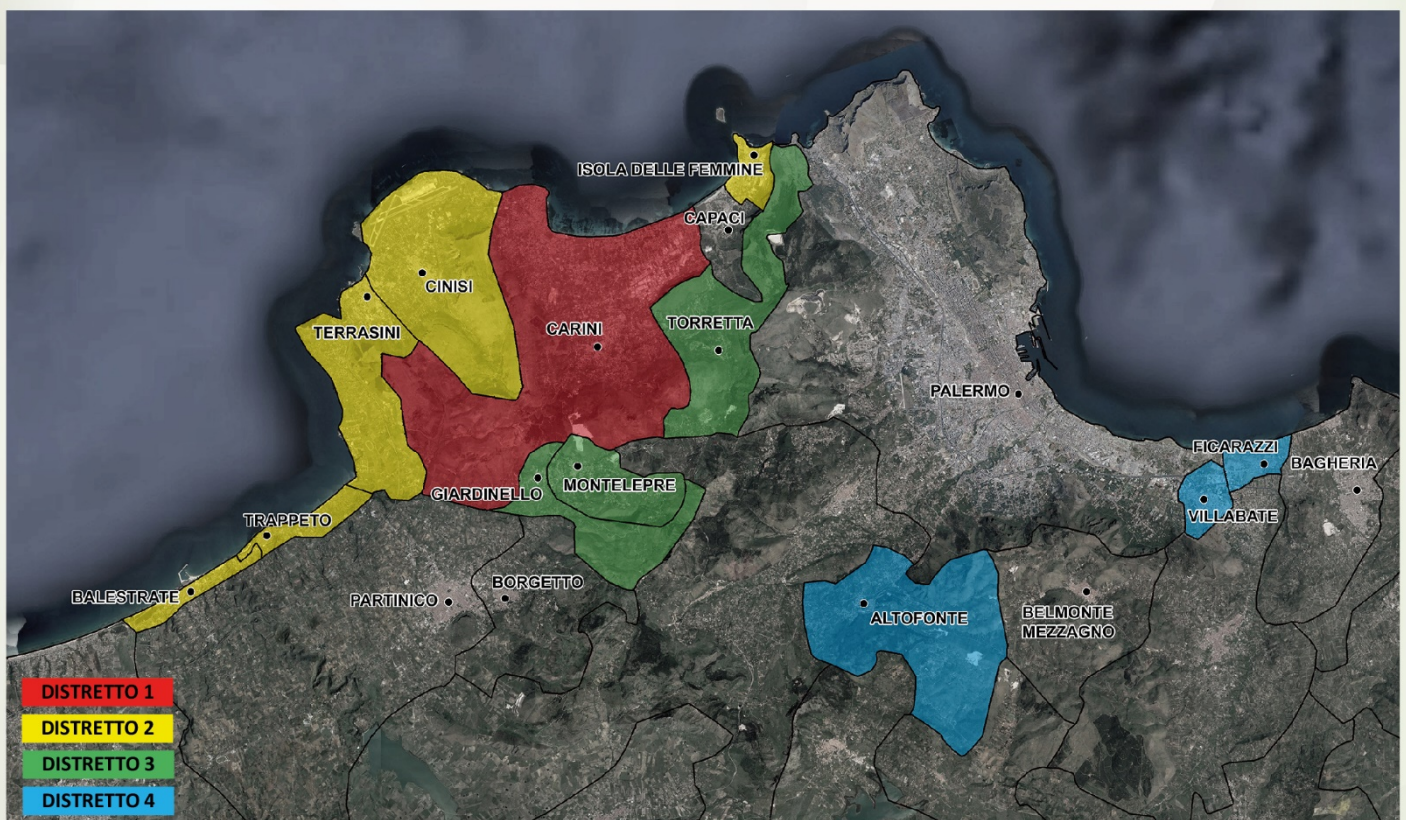 ISOLA DELLE FEMMINE
CAPACI
CINISI
TERRASINI
CARINI
TORRETTA
PALERMO
FICARAZZI
BAGHERIA
GIARDINELLO
MONTELEPRE
VILLABATE
TRAPPETO
BALESTRATE
PARTINICO
BORGETTO
ALTOFONTE
BELMONTE
MEZZAGNO
DISTRETTO 1
DISTRETTO 2
DISTRETTO 3
DISTRETTO 4